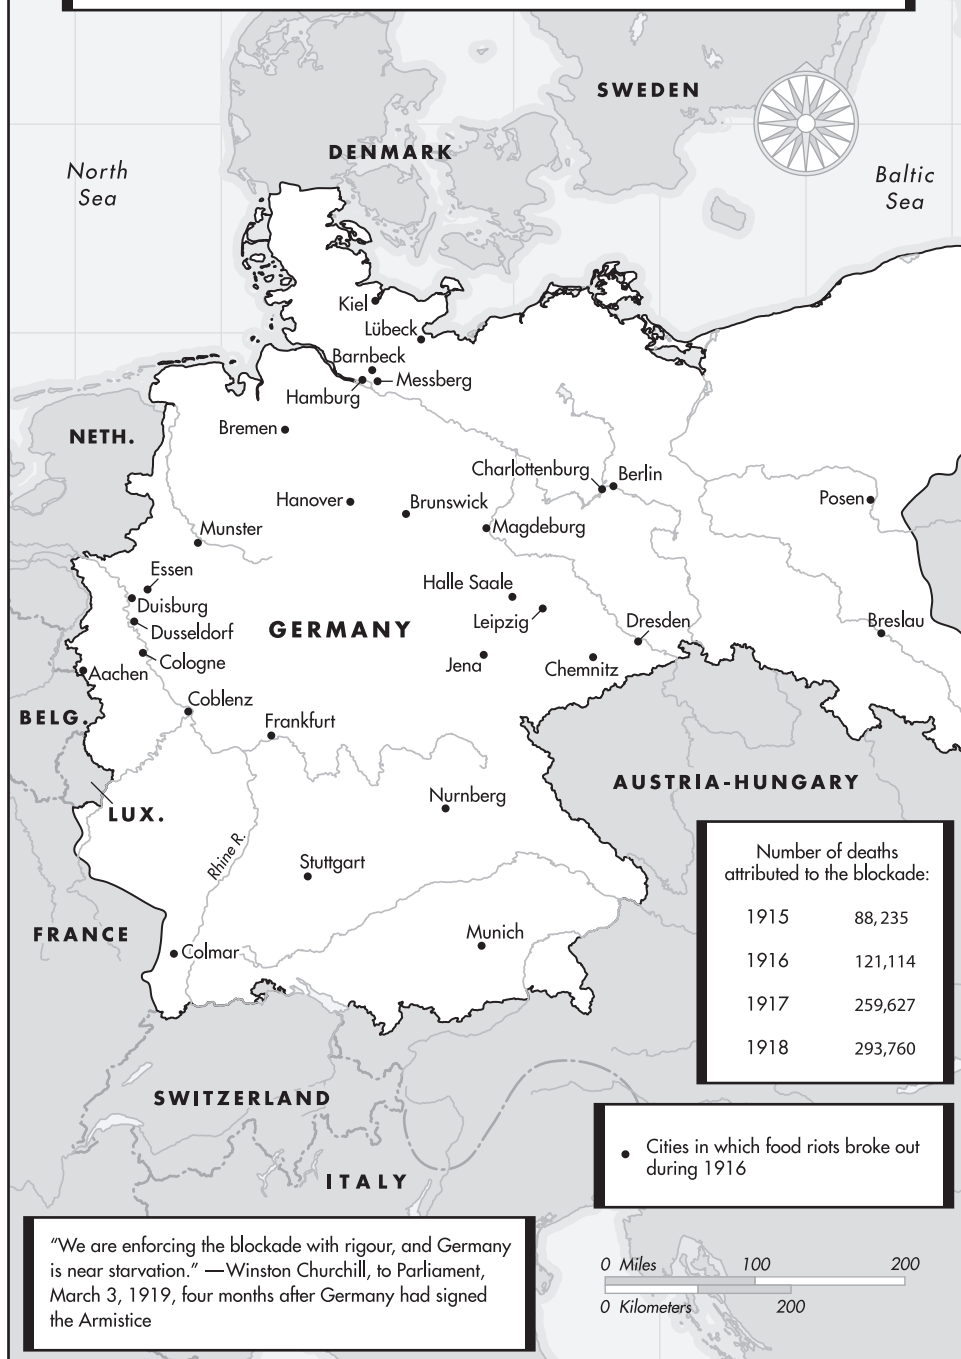 SWEDEN
DENMARK
North
Sea
Baltic
Sea
Kiel
Lübeck
Barnbeck
Messberg
Hamburg
NETH.
Bremen
Charlottenburg
Berlin
Hanover
Brunswick
Posen
Munster
Magdeburg
Essen
Halle Saale
Duisburg
Leipzig
Dresden
Breslau
Dusseldorf
GERMANY
Cologne
Jena
Chemnitz
Aachen
Coblenz
BELG.
Frankfurt
AUSTRIA-HUNGARY
Nurnberg
LUX.
Rhine R.
Stuttgart
FRANCE
Munich
Colmar
Number of deaths
attributed to the blockade:
1915 88,235
1916 121,114
1917 259,627
1918 293,760
SWITZERLAND
ITALY
Cities in which food riots broke out
during 1916
“We are enforcing the blockade with rigour, and Germany
is near starvation.” —Winston Churchill, to Parliament,
March 3, 1919, four months after Germany had signed
the Armistice
0 Miles 100 200
0 Kilometers 200